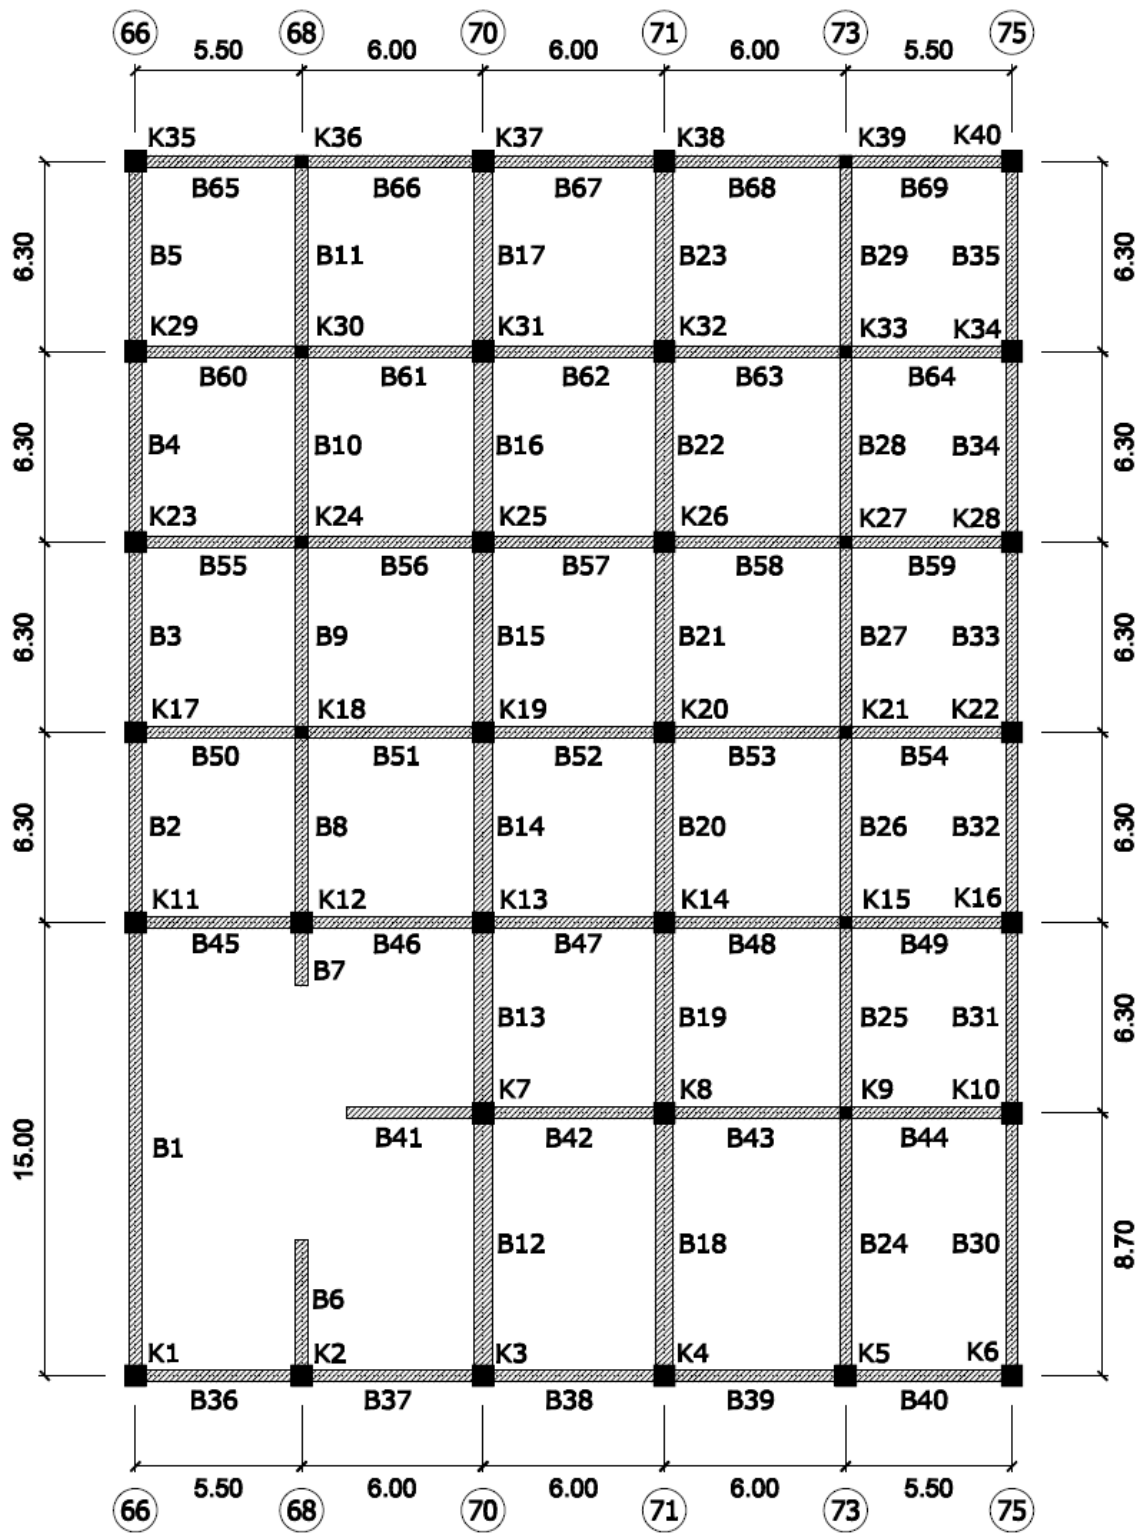 66 68 70 71 73 75
5.50 6.00 6.00 6.00 5.50
K35 K36 K37 K38 K39 K40
B65 B66 B67 B68 B69
6.30 B5 B11 B17 B23 B29 B35 6.30
K29 K30 K31 K32 K33 K34
B60 B61 B62 B63 B64
6.30 B4 B10 B16 B22 B28 B34 6.30
K23 K24 K25 K26 K27 K28
B55 B56 B57 B58 B59
6.30 B3 B9 B15 B21 B27 B33 6.30
K17 K18 K19 K20 K21 K22
B50 B51 B52 B53 B54
6.30 B2 B8 B14 B20 B26 B32 6.30
K11 K12 K13 K14 K15 K16
B45 B46 B47 B48 B49
B7
B13 B19 B25 B31 6.30
K7 K8 K9 K10
15.00 B1 B41 B42 B43 B44
B12 B18 B24 B30 8.70
B6
K1 K2 K3 K4 K5 K6
B36 B37 B38 B39 B40
5.50 6.00 6.00 6.00 5.50
66 68 70 71 73 75